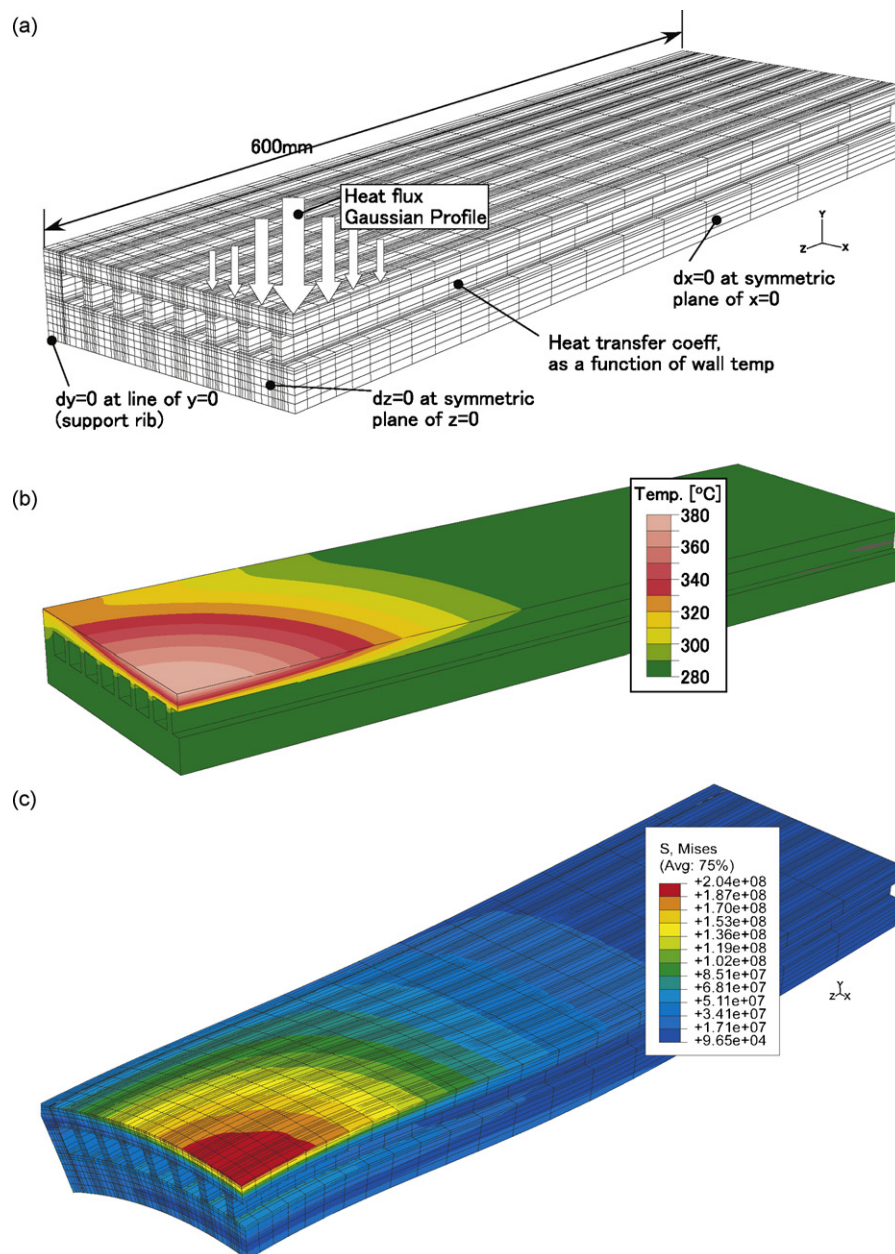 (a)
600mm
Heat flux
Gaussian Profile
Y
Z
X
dx=0 at symmetric
plane of x=0
Heat transfer coeff,
as a function of wall temp
dy=0 at line of y=0
(support rib)
dz=0 at symmetric
plane of z=0
(b)
Temp. [ºC]
380
360
340
320
300
280
(c)
S, Mises
(Avg: 75%)
+2.04e+08
+1.87e+08
+1.70e+08
+1.53e+08
+1.36e+08
+1.19e+08
+1.02e+08
+8.51e+07
+6.81e+07
+5.11e+07
+3.41e+07
+1.71e+07
+9.65e+04
Y
Z
X